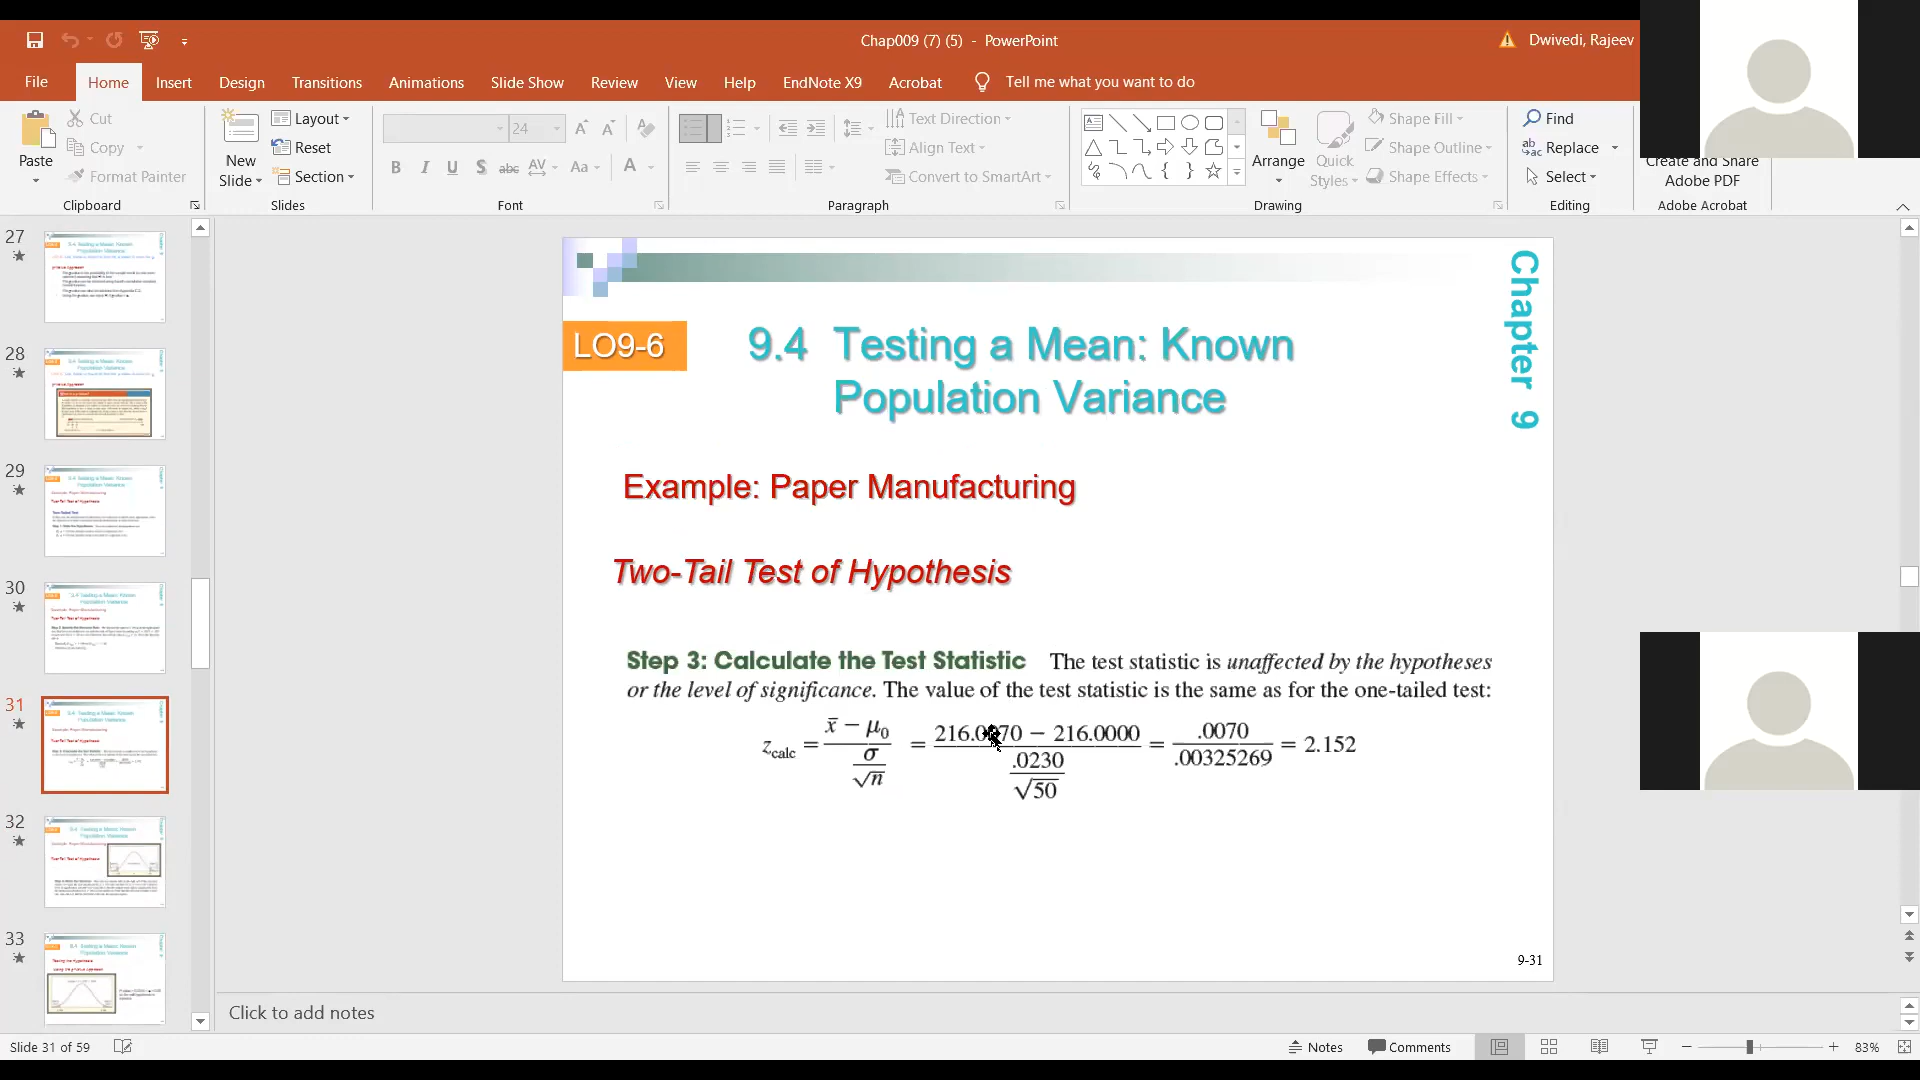 Chap009 (7) (5) - PowerPoint
Dwivedi, Rajeev
File Home Insert Design Transitions Animations Slide Show Review View Help EndNote X9 Acrobat Tell me what you want to do
Paste
Cut
Copy
Format Painter
Clipboard
New
Slide
Layout
Reset
Section
Slides
24
B I U S abc AV Aa A
Font
Text Direction
Align Text
Convert to SmartArt
Paragraph
Arrange
Quick
Styles
Shape Fill
Shape Outline
Shape Effects
Drawing
Find
Replace
Select
Editing
Create and Share
Adobe PDF
Adobe Acrobat
27
28
29
30
31
32
33
Chapter 9
LO9-6
9.4 Testing a Mean: Known
Population Variance
Example: Paper Manufacturing
Two-Tail Test of Hypothesis
Step 3: Calculate the Test Statistic The test statistic is unaffected by the hypotheses
or the level of significance. The value of the test statistic is the same as for the one-tailed test:
z calc = (x̄ − μ0) / (σ / √n) = (216.0070 − 216.0000) / (.0230 / √50) = .0070 / .00325269 = 2.152
9-31
Click to add notes
Slide 31 of 59
Notes
Comments
83%